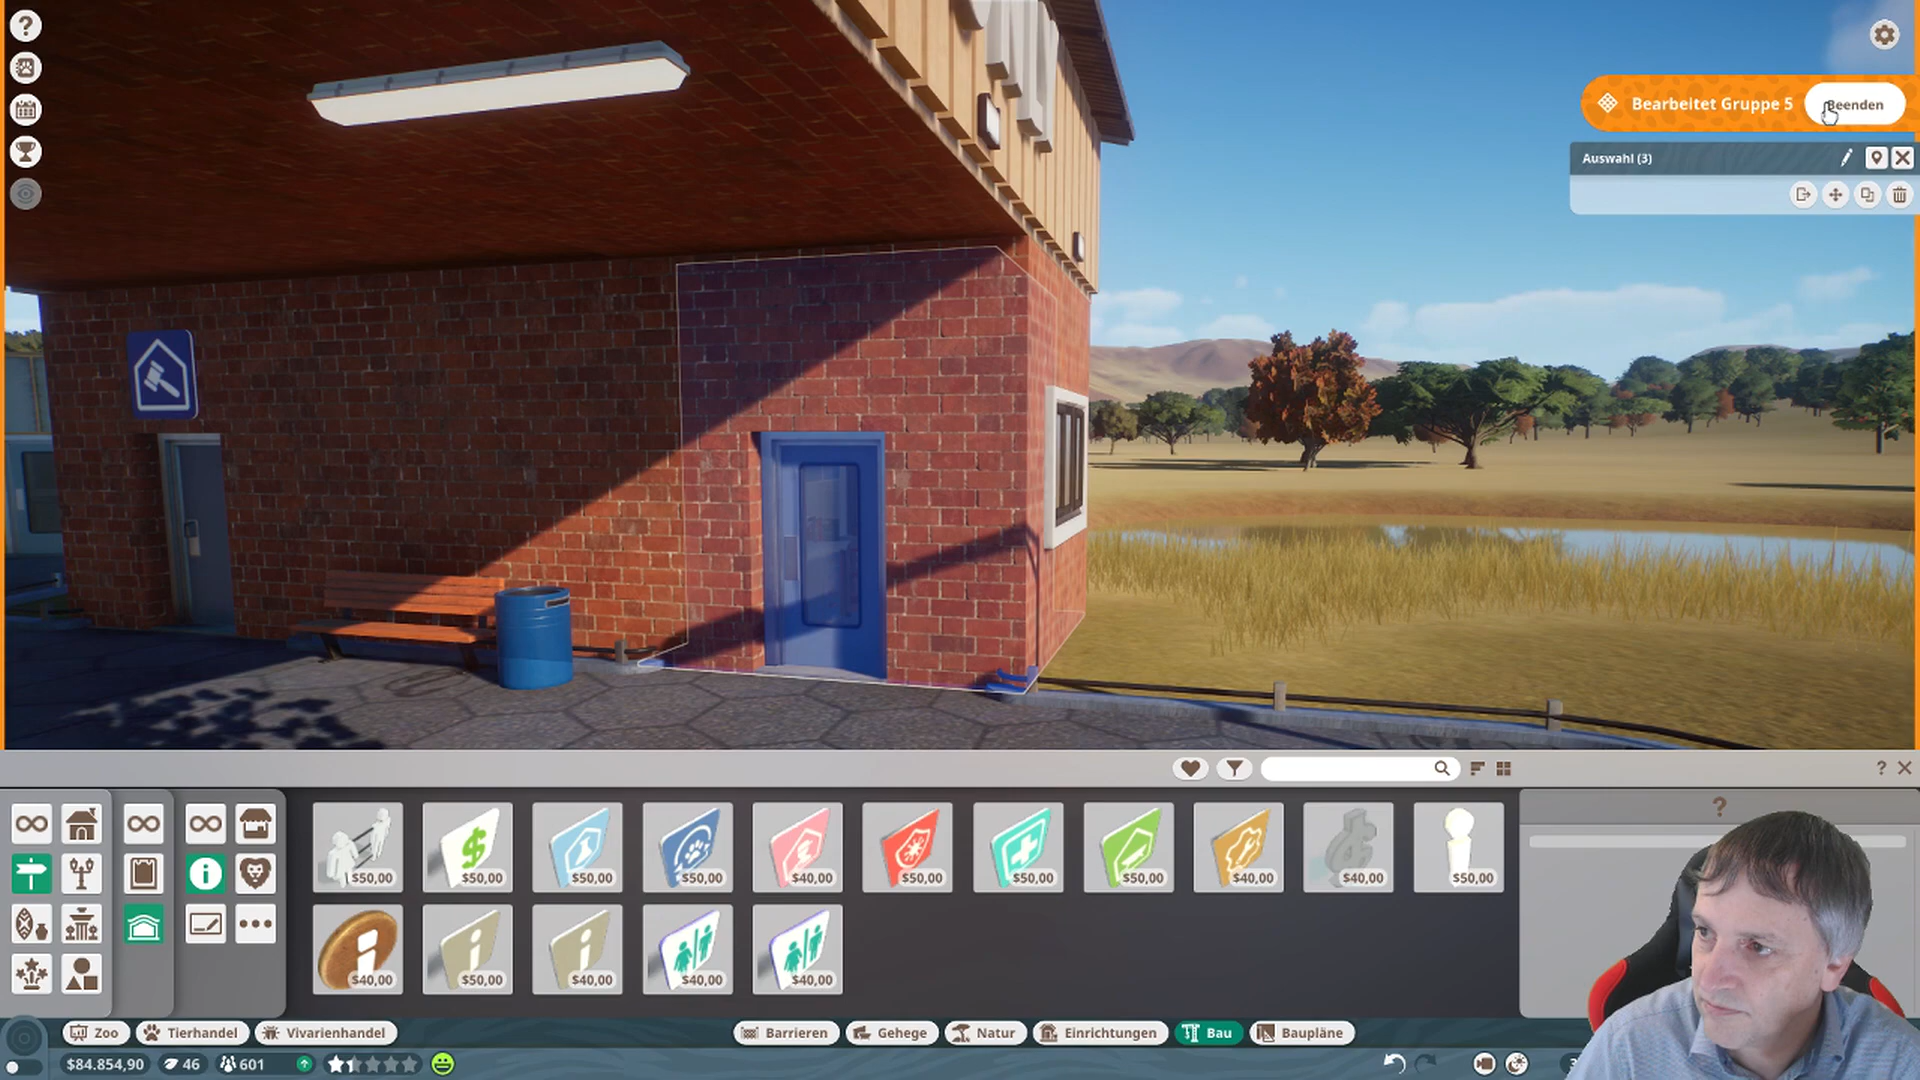 Bearbeitet Gruppe 5
Beenden
Auswahl (3)
$50,00
$50,00
$50,00
$50,00
$40,00
$50,00
$50,00
$50,00
$40,00
$40,00
$50,00
$40,00
$50,00
$40,00
$40,00
$40,00
Zoo
Tierhandel
Vivarienhandel
Barrieren
Gehege
Natur
Einrichtungen
Bau
Baupläne
$84.854,90
46
601